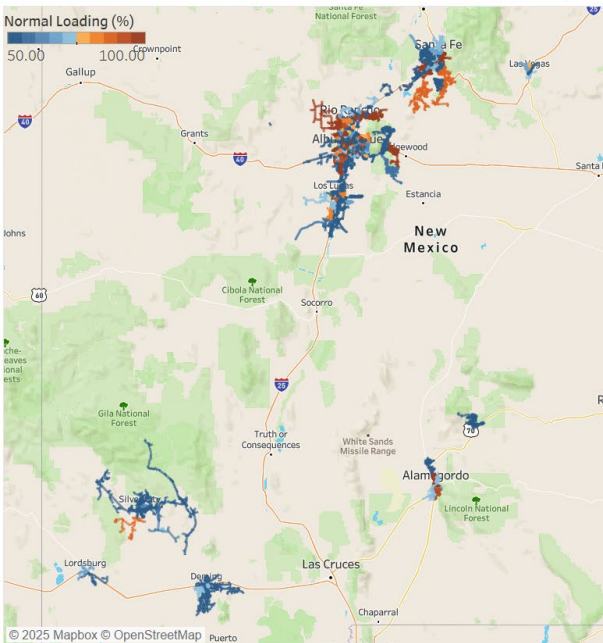 Santa Fe
National Forest
25
Normal Loading (%)
50.00
100.00
Crownpoint
Gallup
Santa Fe
Las Vegas
40
Rio Rancho
Grants
40
Los Lunas
Estancia
Santa
Johns
New
Mexico
60
Cibola National
Forest
Socorro
25
Gila National
Forest
70
Truth or
Consequences
White Sands
Missile Range
Alamogordo
Lincoln National
Forest
Silver City
Lordsburg
Deming
Las Cruces
Chaparral
Puerto
© 2025 Mapbox © OpenStreetMap